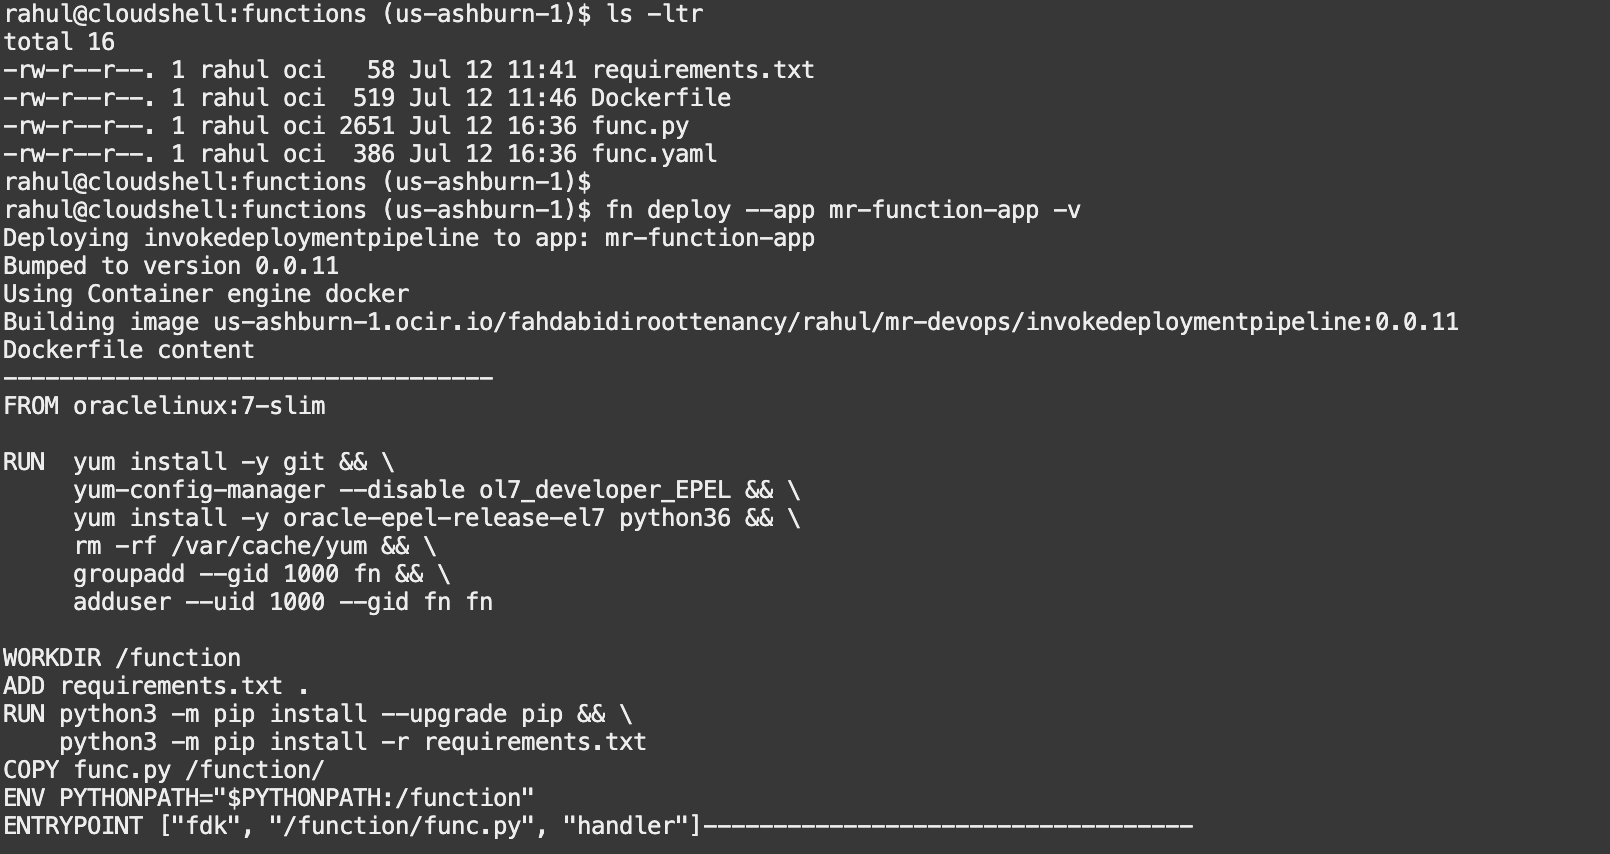 rahul@cloudshell:functions (us-ashburn-1)$ ls -ltr
total 16
-rw-r--r--. 1 rahul oci   58 Jul 12 11:41 requirements.txt
-rw-r--r--. 1 rahul oci  519 Jul 12 11:46 Dockerfile
-rw-r--r--. 1 rahul oci 2651 Jul 12 16:36 func.py
-rw-r--r--. 1 rahul oci  386 Jul 12 16:36 func.yaml
rahul@cloudshell:functions (us-ashburn-1)$
rahul@cloudshell:functions (us-ashburn-1)$ fn deploy --app mr-function-app -v
Deploying invokedeploymentpipeline to app: mr-function-app
Bumped to version 0.0.11
Using Container engine docker
Building image us-ashburn-1.ocir.io/fahdabidiroottenancy/rahul/mr-devops/invokedeploymentpipeline:0.0.11
Dockerfile content
-----------------------------------
FROM oraclelinux:7-slim

RUN  yum install -y git && \
     yum-config-manager --disable ol7_developer_EPEL && \
     yum install -y oracle-epel-release-el7 python36 && \
     rm -rf /var/cache/yum && \
     groupadd --gid 1000 fn && \
     adduser --uid 1000 --gid fn fn

WORKDIR /function
ADD requirements.txt .
RUN python3 -m pip install --upgrade pip && \
    python3 -m pip install -r requirements.txt
COPY func.py /function/
ENV PYTHONPATH="$PYTHONPATH:/function"
ENTRYPOINT ["fdk", "/function/func.py", "handler"]-----------------------------------